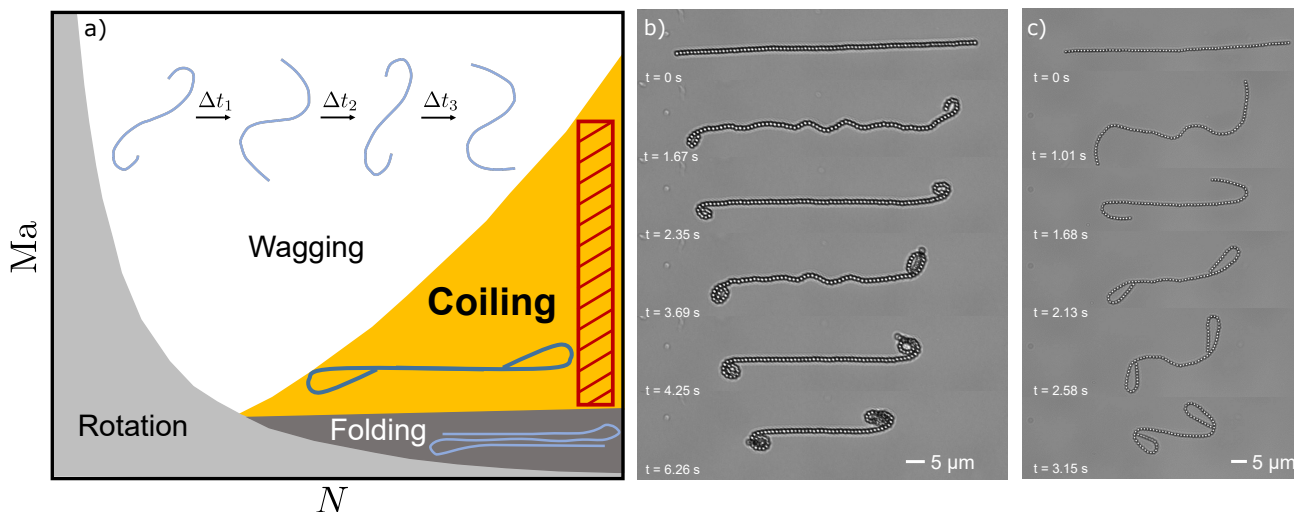 a)
Δt₁
Δt₂
Δt₃
Wagging
Coiling
Rotation
Folding
Ma
N
b)
t = 0 s
t = 1.67 s
t = 2.35 s
t = 3.69 s
t = 4.25 s
t = 6.26 s
5 µm
c)
t = 0 s
t = 1.01 s
t = 1.68 s
t = 2.13 s
t = 2.58 s
t = 3.15 s
5 µm